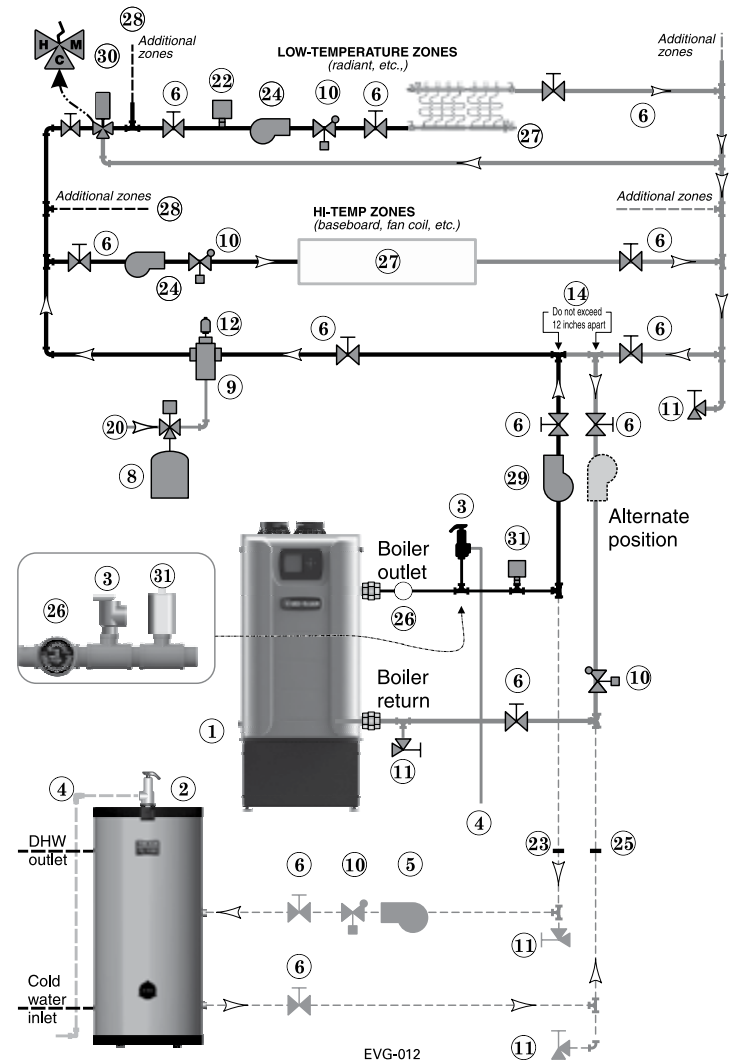 28
H M
C
30
Additional
zones
LOW-TEMPERATURE ZONES
(radiant, etc.,)
Additional
zones
22
6
24
10
6
6
27
Additional zones
28
HI-TEMP ZONES
(baseboard, fan coil, etc.)
Additional zones
6
10
6
27
24
14
Do not exceed
12 inches apart
12
6
6
9
11
20
6
6
8
29
3
Alternate
position
Boiler
outlet
31
3
31
26
26
Boiler
return
6
10
1
11
4
4
2
DHW
outlet
23
25
6
10
5
11
Cold
water
inlet
6
11
EVG-012